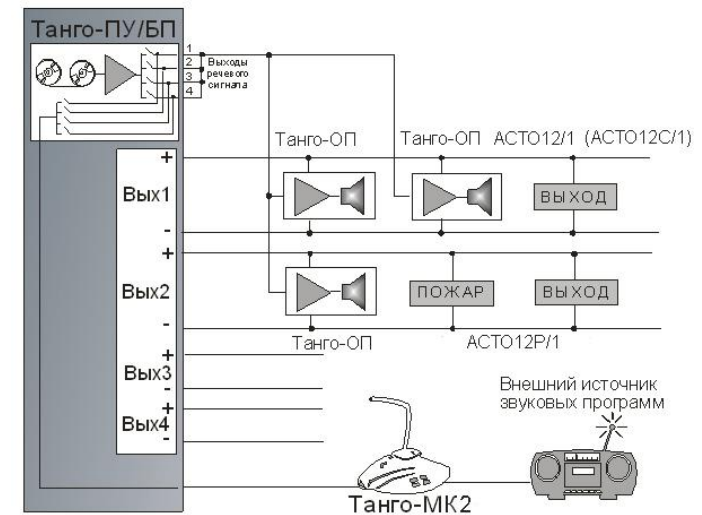 Танго-ПУ/БП
1
2
3
4
Выходы
речевого
сигнала
Танго-ОП
Танго-ОП
АСТО12/1 (АСТО12С/1)
+
Вых1
-
ВЫХОД
+
Вых2
-
ПОЖАР
ВЫХОД
Танго-ОП
АСТО12Р/1
+
Вых3
-
+
Вых4
-
Внешний источник
звуковых программ
Танго-МК2